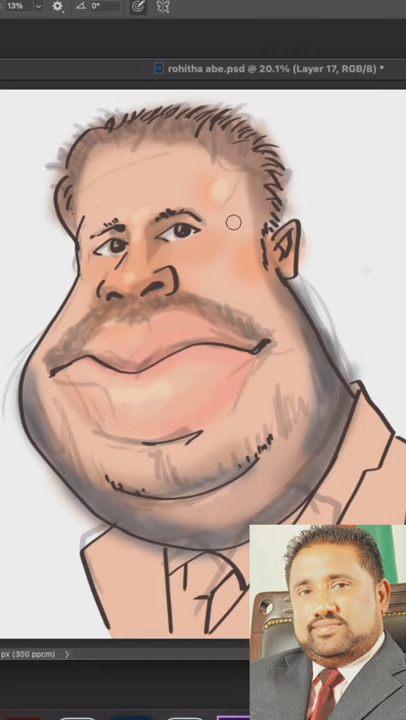 13%
0°
rohitha abe.psd @ 20.1% (Layer 17, RGB/8) *
px (300 ppcm)